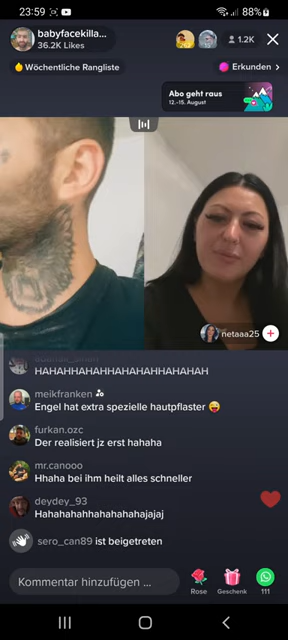 23:59
88%
babyfacekilla...
36.2K Likes
1.2K
Wöchentliche Rangliste
Erkunden >
Abo geht raus
12.-15. August
netaaa25
HAHAHHAHAHHAHAHAHHAHAHAH
meikfranken
Engel hat extra spezielle hautpflaster 😜
furkan.ozc
Der realisiert jz erst hahaha
mr.canooo
Hhaha bei ihm heilt alles schneller
deydey_93
Hahahahahhahahahahajajaj
sero_can89 ist beigetreten
Kommentar hinzufügen ...
Rose
Geschenk
111